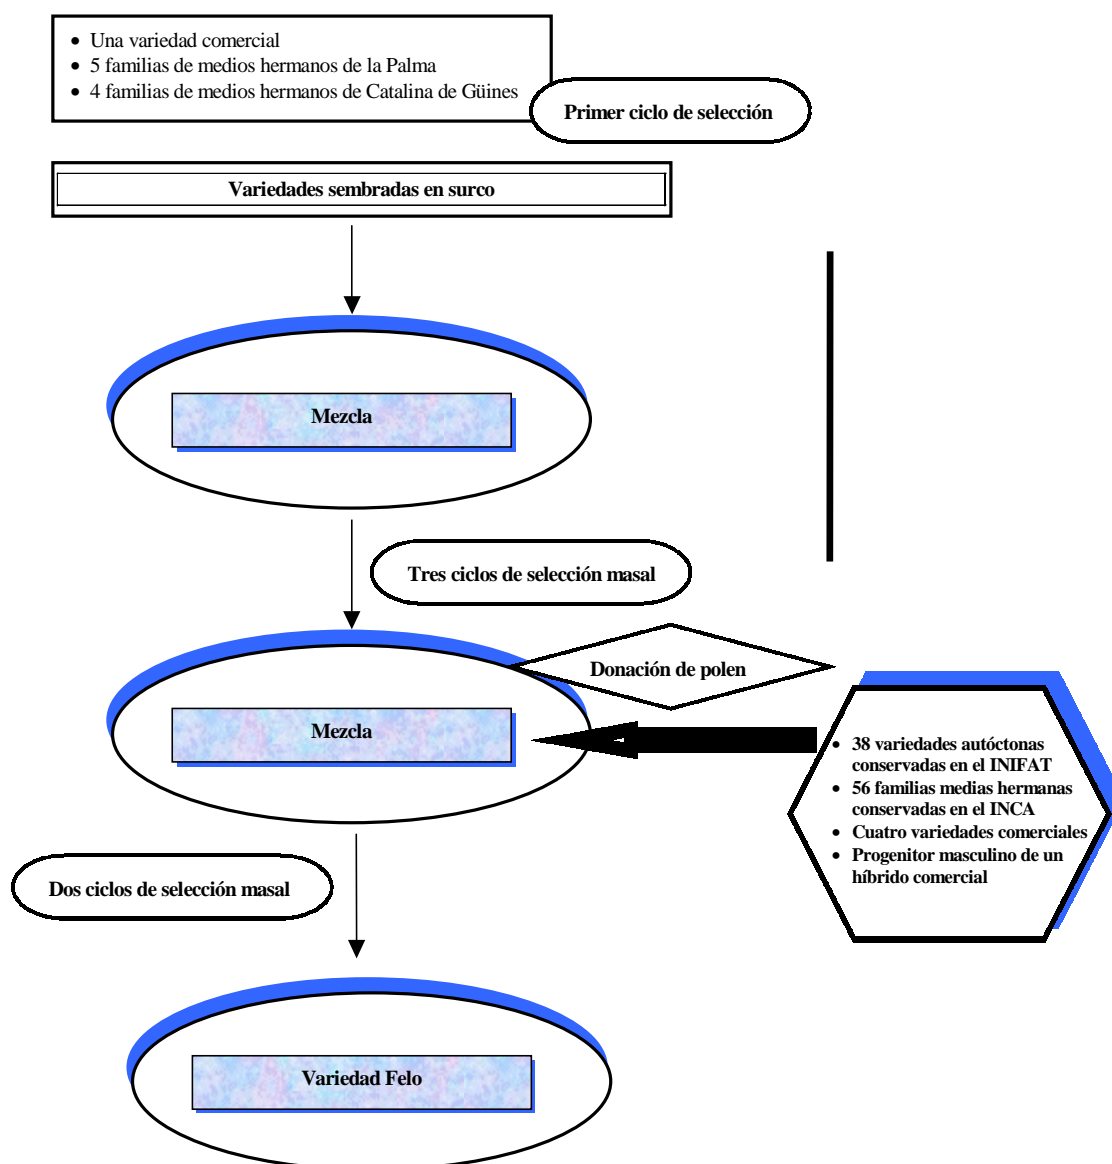 • Una variedad comercial
• 5 familias de medios hermanos de la Palma
• 4 familias de medios hermanos de Catalina de Güines
Primer ciclo de selección
Variedades sembradas en surco
Mezcla
Tres ciclos de selección masal
Donación de polen
Mezcla
• 38 variedades autóctonas
conservadas en el INIFAT
• 56 familias medias hermanas
conservadas en el INCA
• Cuatro variedades comerciales
• Progenitor masculino de un
híbrido comercial
Dos ciclos de selección masal
Variedad Felo